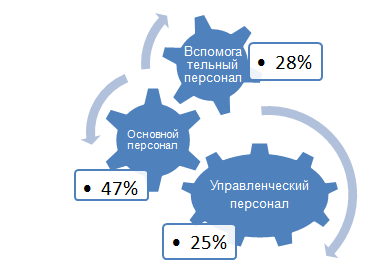 Вспомога
тельный
персонал
• 28%
Основной
персонал
• 47%
Управленческий
персонал
• 25%